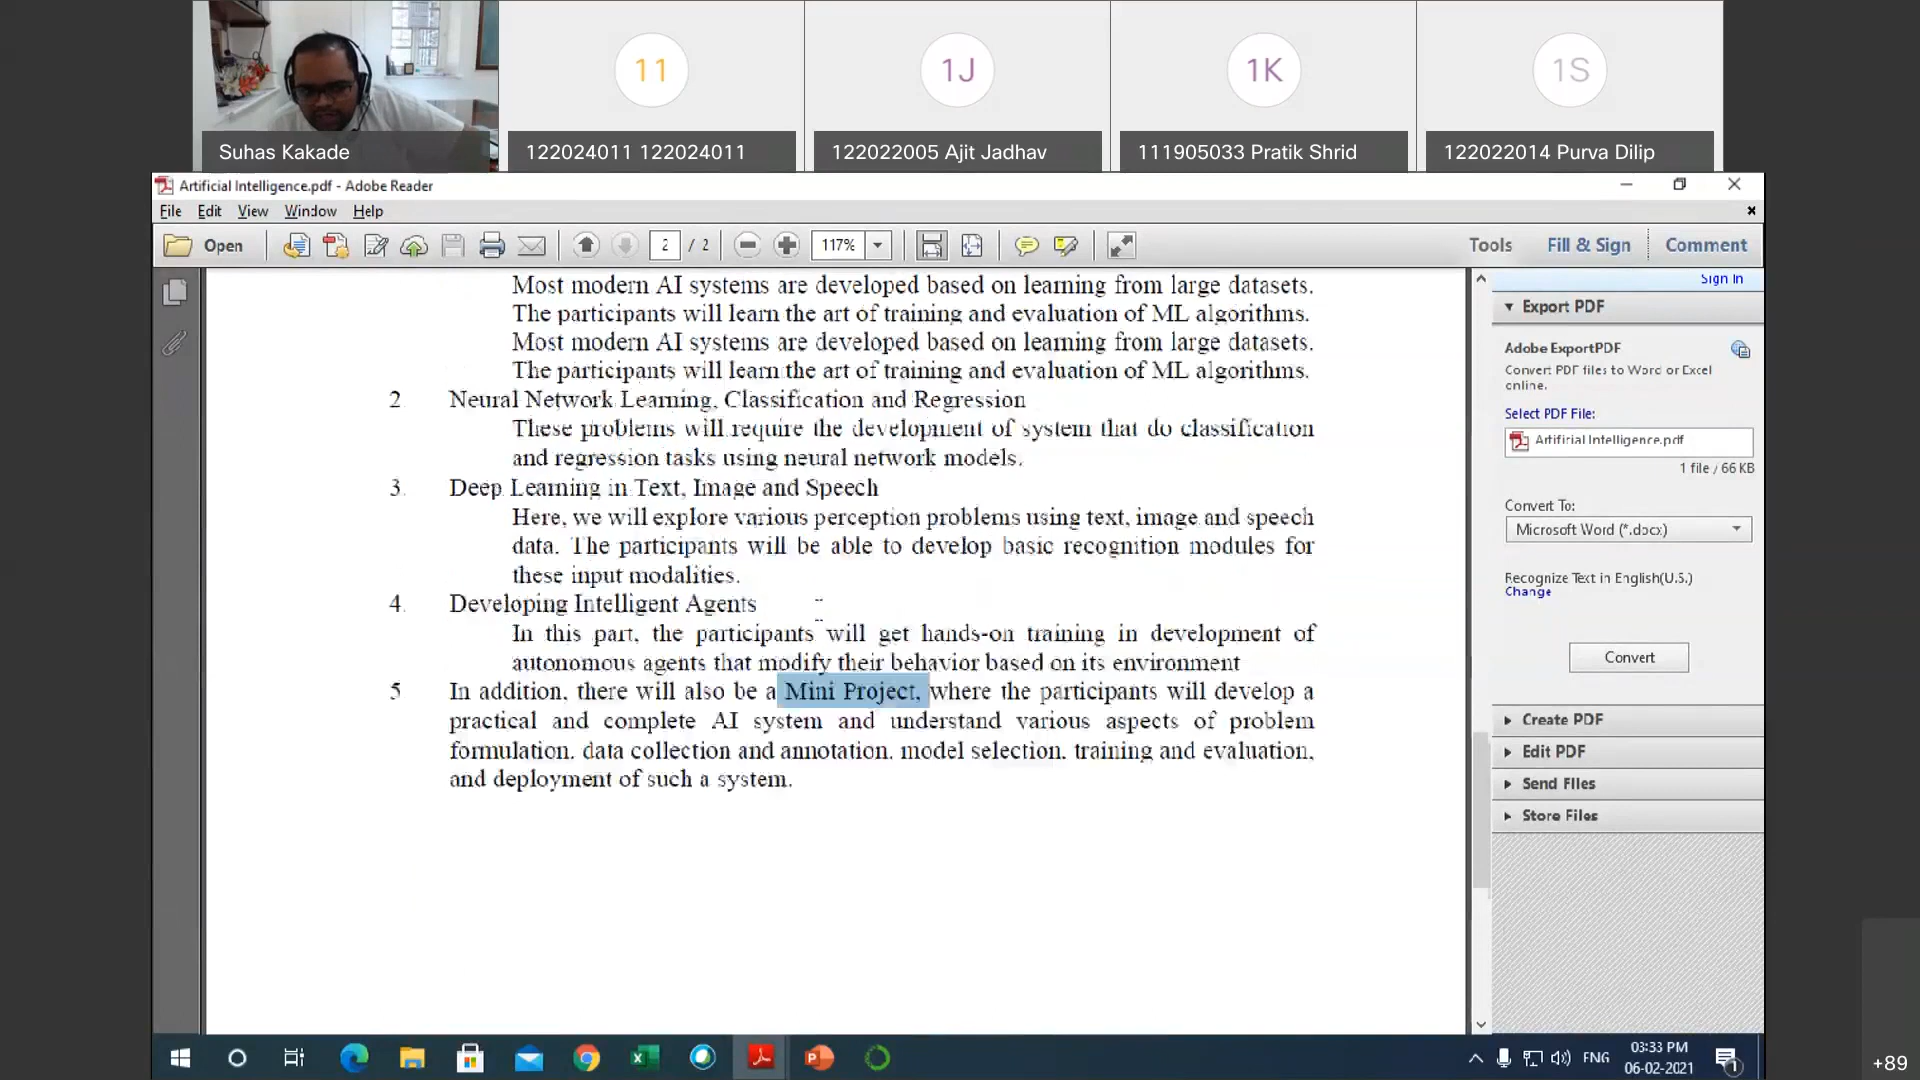 11
1J
1K
1S
Suhas Kakade
122024011 122024011
122022005 Ajit Jadhav
111905033 Pratik Shrid
122022014 Purva Dilip
Artificial Intelligence.pdf - Adobe Reader
File Edit View Window Help
Open
2 / 2
117%
Tools Fill & Sign Comment
Most modern AI systems are developed based on learning from large datasets.
The participants will learn the art of training and evaluation of ML algorithms.
Most modern AI systems are developed based on learning from large datasets.
The participants will learn the art of training and evaluation of ML algorithms.
2 Neural Network Learning, Classification and Regression
These problems will require the development of system that do classification
and regression tasks using neural network models.
3. Deep Learning in Text, Image and Speech
Here, we will explore various perception problems using text, image and speech
data. The participants will be able to develop basic recognition modules for
these input modalities.
4. Developing Intelligent Agents
In this part, the participants will get hands-on training in development of
autonomous agents that modify their behavior based on its environment
5 In addition, there will also be a Mini Project, where the participants will develop a
practical and complete AI system and understand various aspects of problem
formulation, data collection and annotation, model selection, training and evaluation,
and deployment of such a system.
Sign In
Export PDF
Adobe ExportPDF
Convert PDF files to Word or Excel
online.
Select PDF File:
Artificial Intelligence.pdf
1 file / 66 KB
Convert To:
Microsoft Word (*.docx)
Recognize Text in English(U.S.)
Change
Convert
Create PDF
Edit PDF
Send Files
Store Files
ENG
03:33 PM
06-02-2021
1
+89